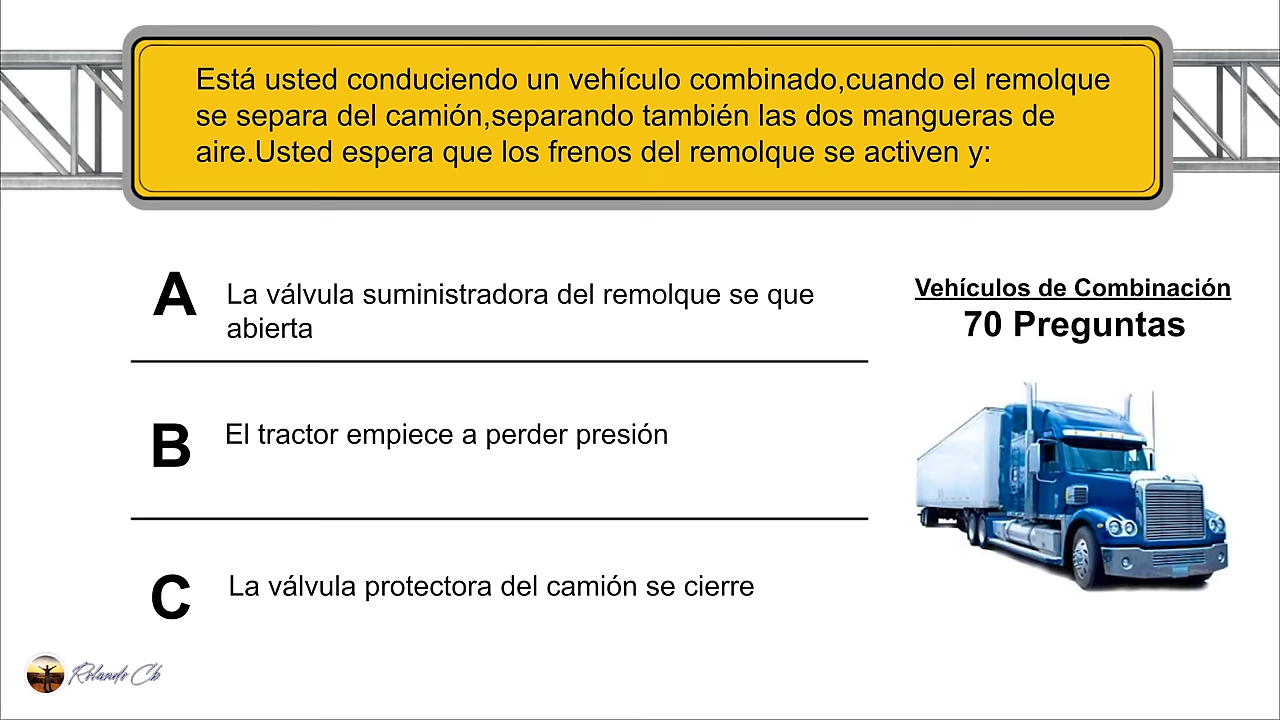 Está usted conduciendo un vehículo combinado,cuando el remolque
se separa del camión,separando también las dos mangueras de
aire.Usted espera que los frenos del remolque se activen y:
A
La válvula suministradora del remolque se que
abierta
B
El tractor empiece a perder presión
C
La válvula protectora del camión se cierre
Vehículos de Combinación
70 Preguntas
Rolando Cb